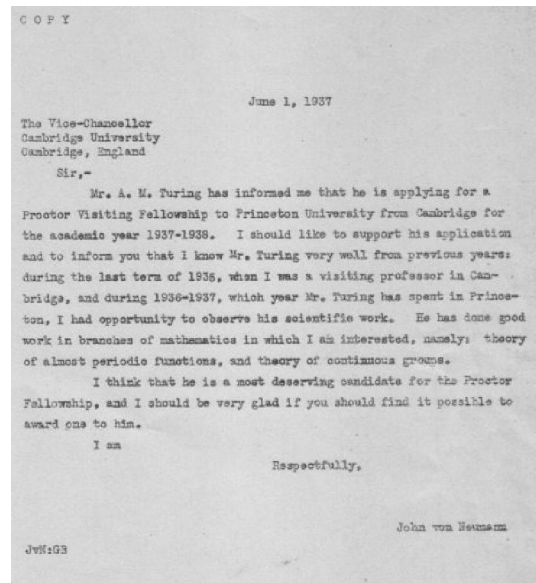 COPY
June 1, 1937
The Vice-Chancellor
Cambridge University
Cambridge, England
Sir,-
Mr. A. M. Turing has informed me that he is applying for a
Proctor Visiting Fellowship to Princeton University from Cambridge for
the academic year 1937-1938. I should like to support his application
and to inform you that I know Mr. Turing very well from previous years:
during the last term of 1935, when I was a visiting professor in Cam-
bridge, and during 1936-1937, which year Mr. Turing has spent in Prince-
ton, I had opportunity to observe his scientific work. He has done good
work in branches of mathematics in which I am interested, namely: theory
of almost periodic functions, and theory of continuous groups.
I think that he is a most deserving candidate for the Proctor
Fellowship, and I should be very glad if you should find it possible to
award one to him.
I am
Respectfully,
John von Neumann
JvN:GB